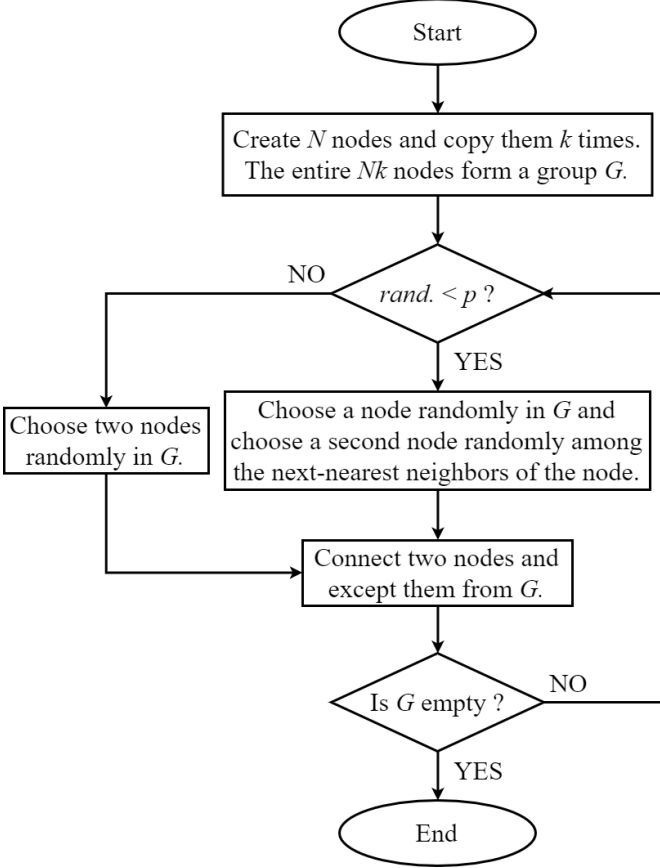 Start
Create N nodes and copy them k times.
The entire Nk nodes form a group G.
NO
rand. < p ?
YES
Choose two nodes
randomly in G.
Choose a node randomly in G and
choose a second node randomly among
the next-nearest neighbors of the node.
Connect two nodes and
except them from G.
Is G empty ?
NO
YES
End